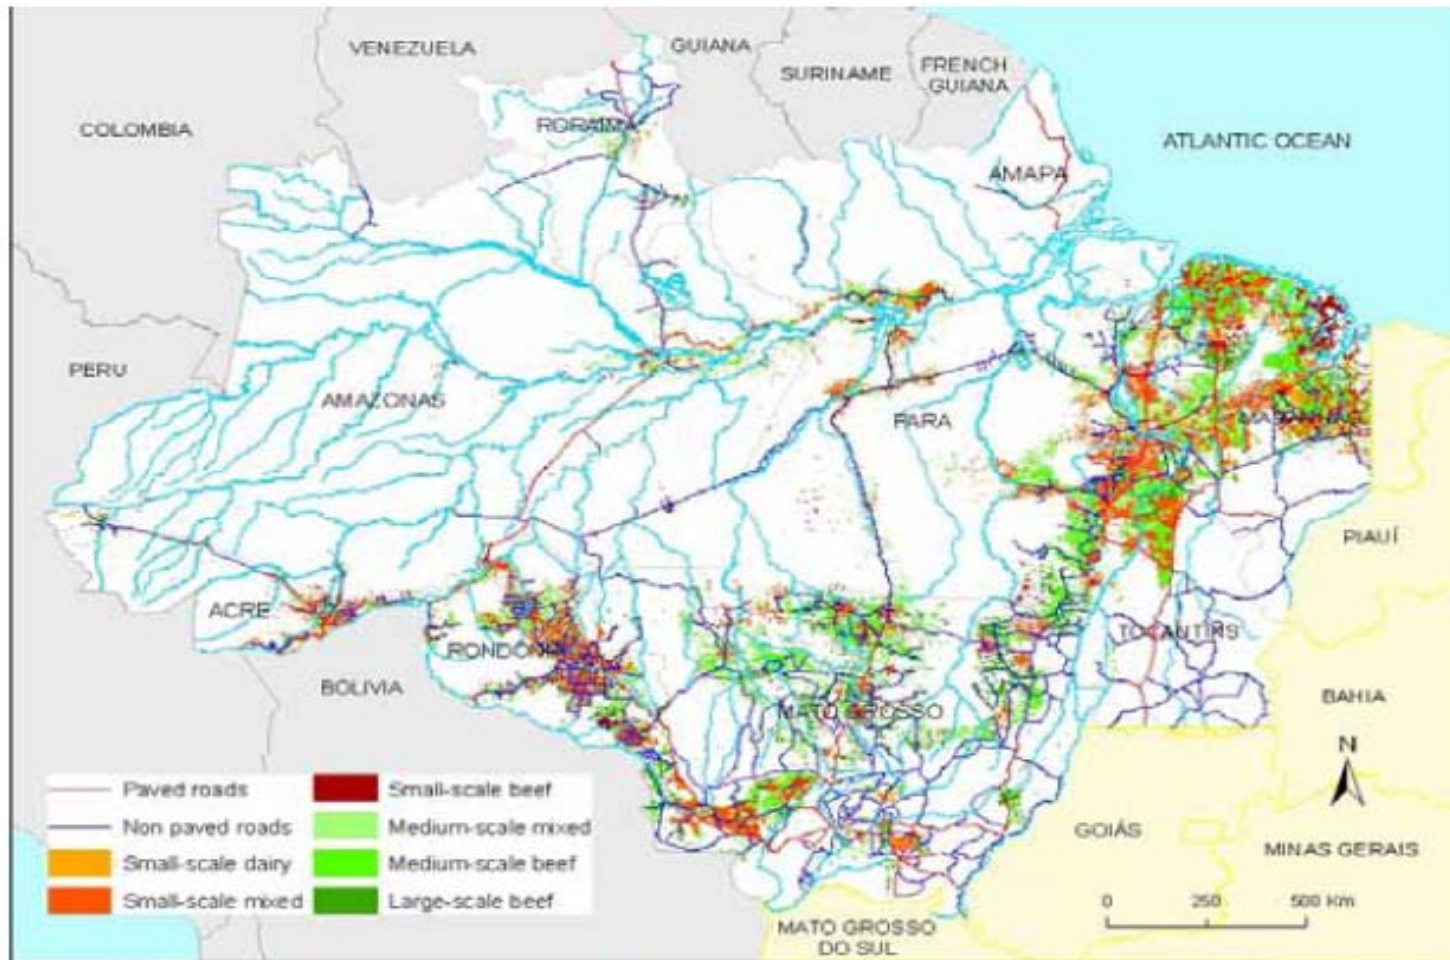 VENEZUELA
GUIANA
SURINAME
FRENCH
GUIANA
COLOMBIA
RORAIMA
ATLANTIC OCEAN
AMAPA
PERU
AMAZONAS
PARA
PIAUÍ
ACRE
TOCANTINS
BOLIVIA
BAHIA
MATO GROSSO
N
Paved roads
Small-scale beef
Non paved roads
Medium-scale mixed
GOIÁS
MINAS GERAIS
Small-scale dairy
Medium-scale beef
Small-scale mixed
Large-scale beef
0 250 500 Km
MATO GROSSO
DO SUL